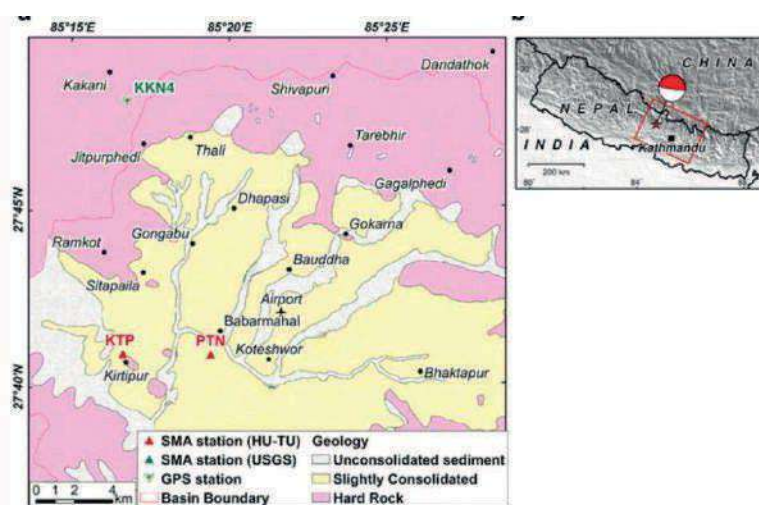 a
85°15'E
85°20'E
85°25'E
27°45'N
27°40'N
Dandathok
Kakani
KKN4
Shivapuri
Jitpurphedi
Thali
Tarebhir
Gagalphedi
Dhapasi
Gokarna
Gongabu
Ramkot
Bauddha
Sitapaila
Airport
KTP
PTN
Babarmahal
Koteshwor
Kirtipur
Bhaktapur
SMA station (HU-TU)
SMA station (USGS)
GPS station
Basin Boundary
Geology
Unconsolidated sediment
Slightly Consolidated
Hard Rock
0 1 2 4
km
b
CHINA
NEPAL
INDIA
Kathmandu
200 km
84